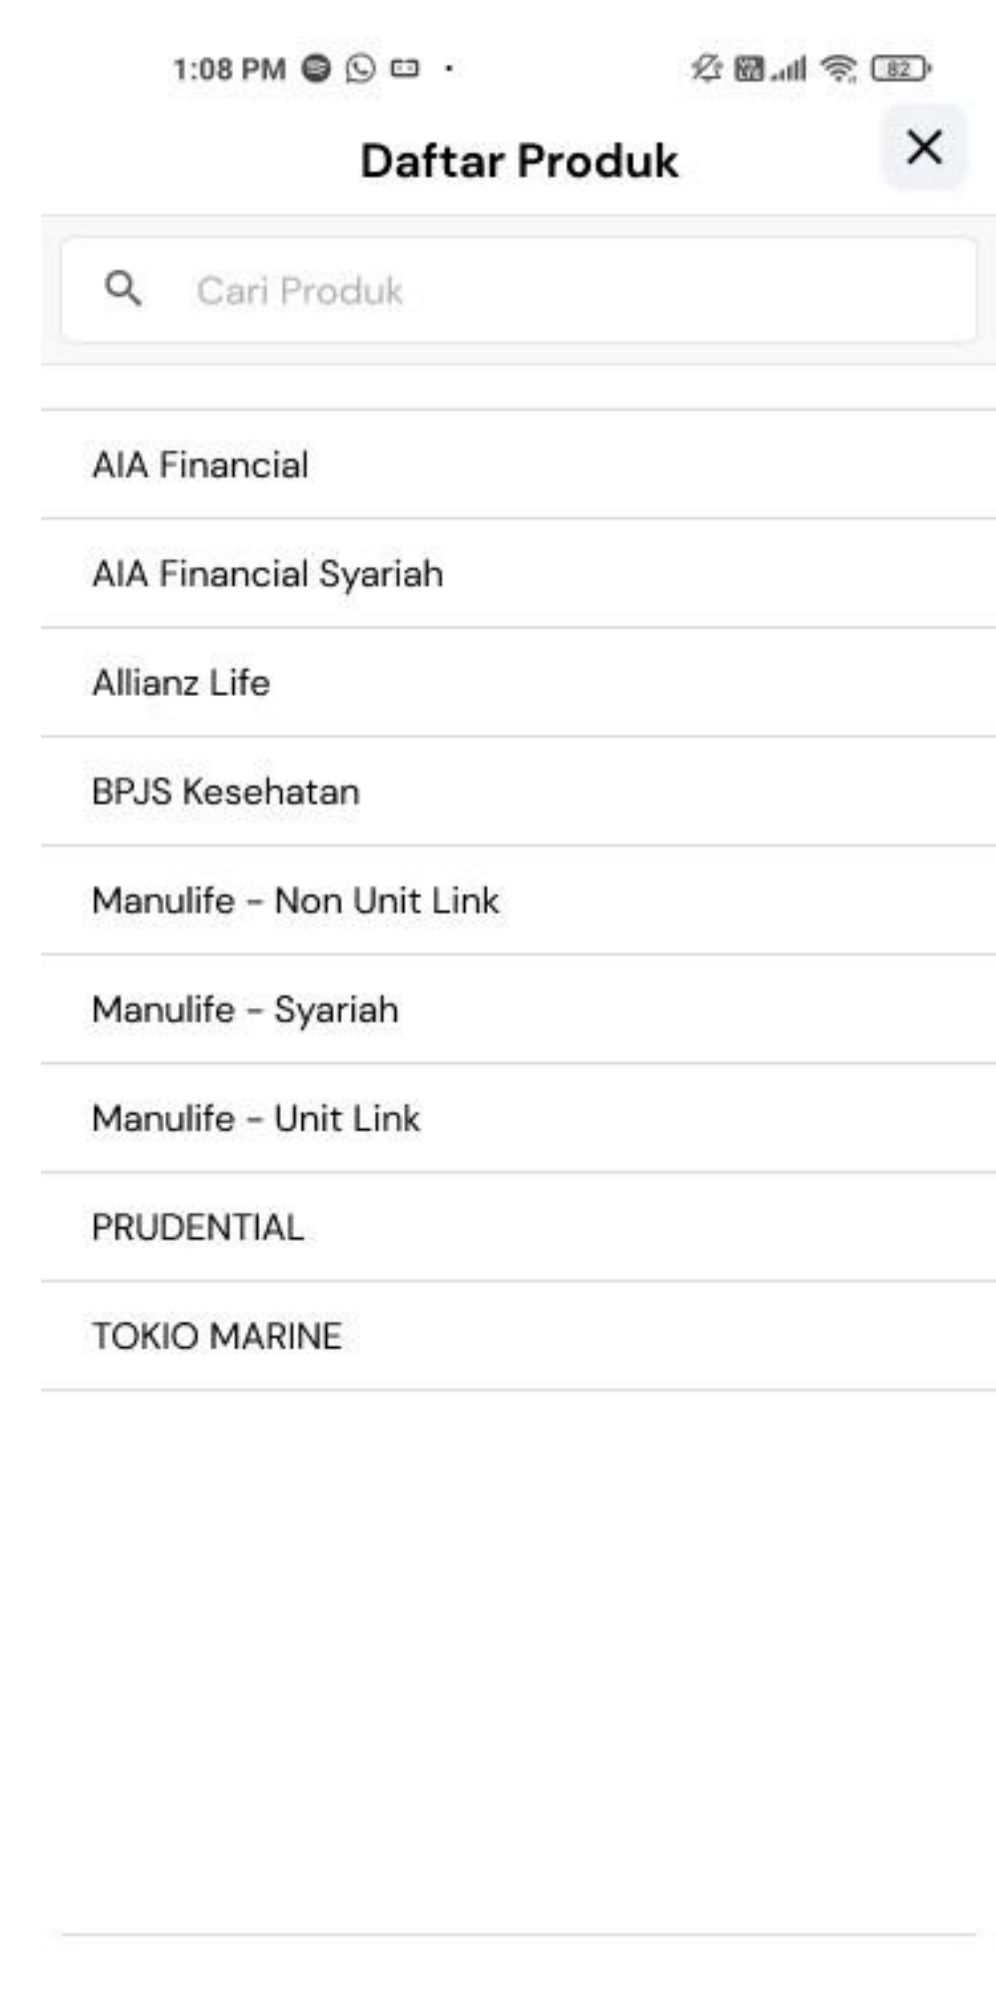 1:08 PM
82
Daftar Produk
Cari Produk
AIA Financial
AIA Financial Syariah
Allianz Life
BPJS Kesehatan
Manulife - Non Unit Link
Manulife - Syariah
Manulife - Unit Link
PRUDENTIAL
TOKIO MARINE